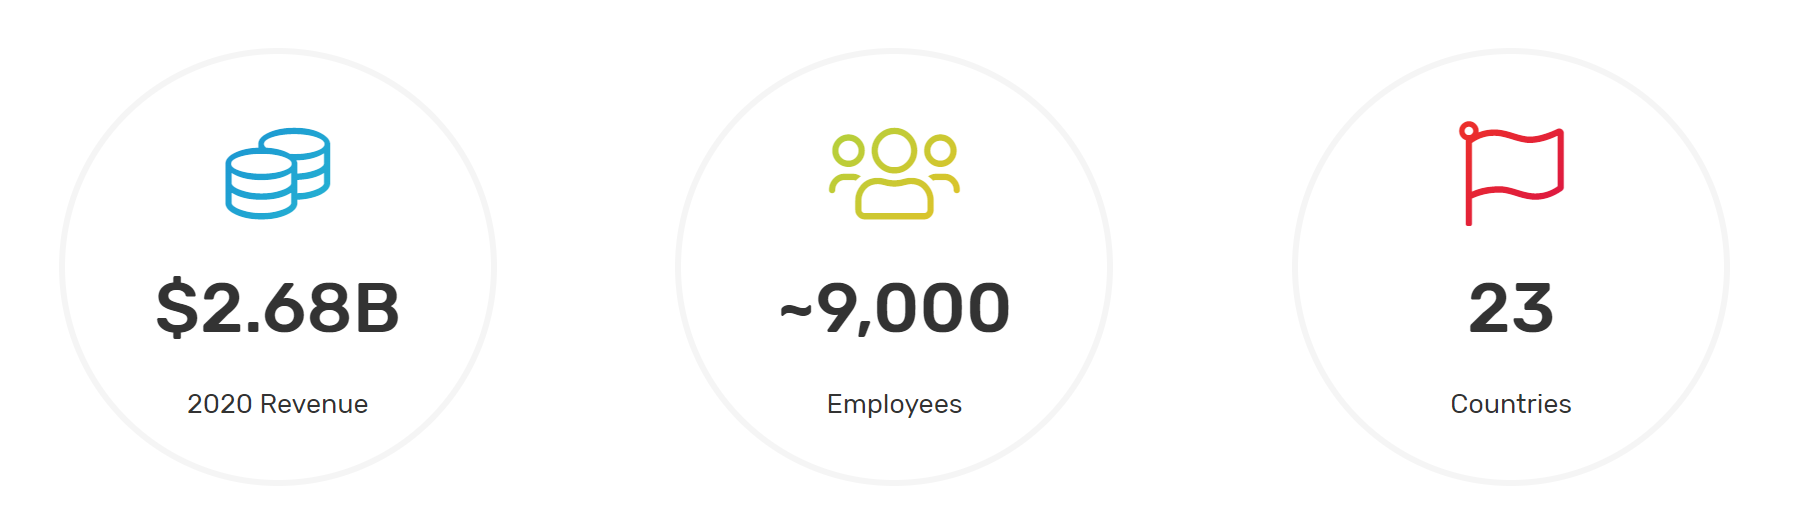 $2.68B
2020 Revenue
~9,000
Employees
23
Countries